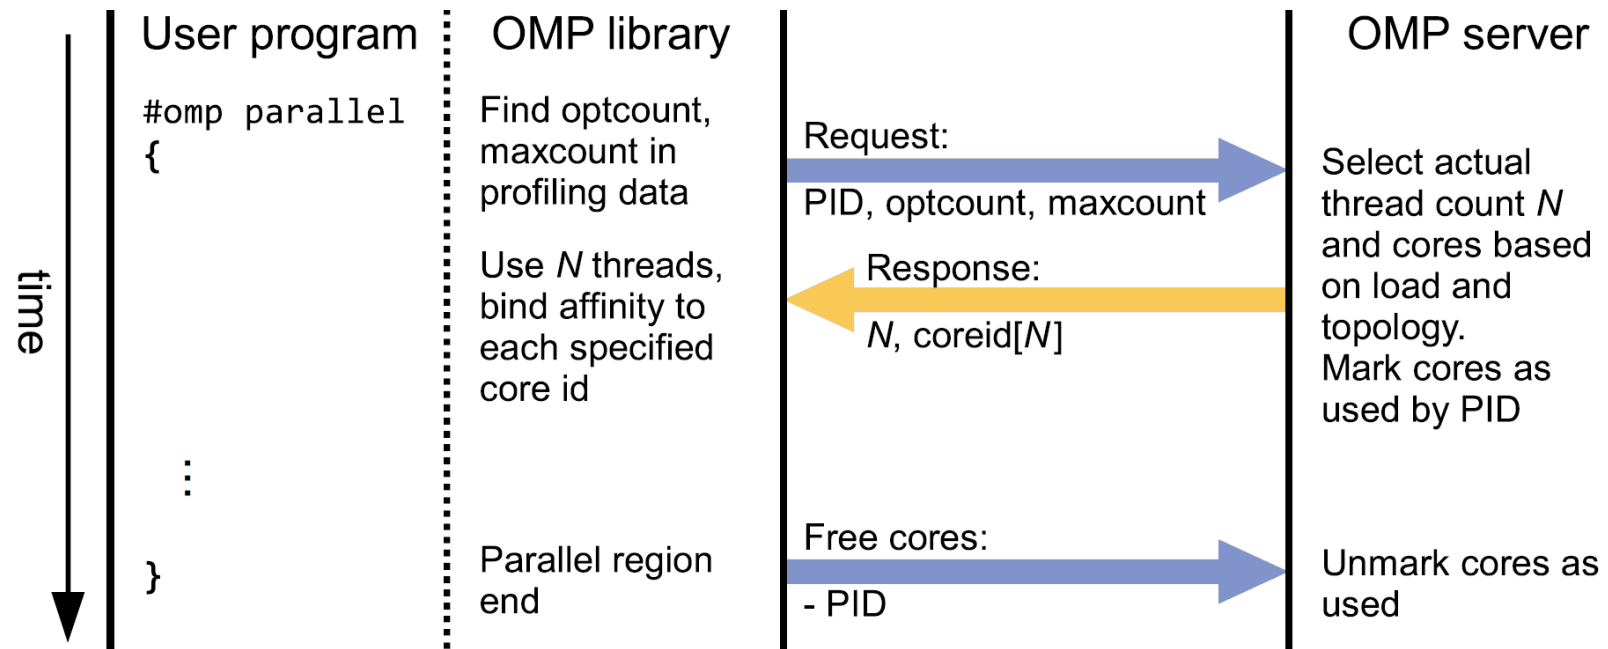 User program
OMP library
OMP server
time
#omp parallel
{
⋮
}
Find optcount,
maxcount in
profiling data
Use N threads,
bind affinity to
each specified
core id
Parallel region
end
Request:
PID, optcount, maxcount
Response:
N, coreid[N]
Free cores:
- PID
Select actual
thread count N
and cores based
on load and
topology.
Mark cores as
used by PID
Unmark cores as
used